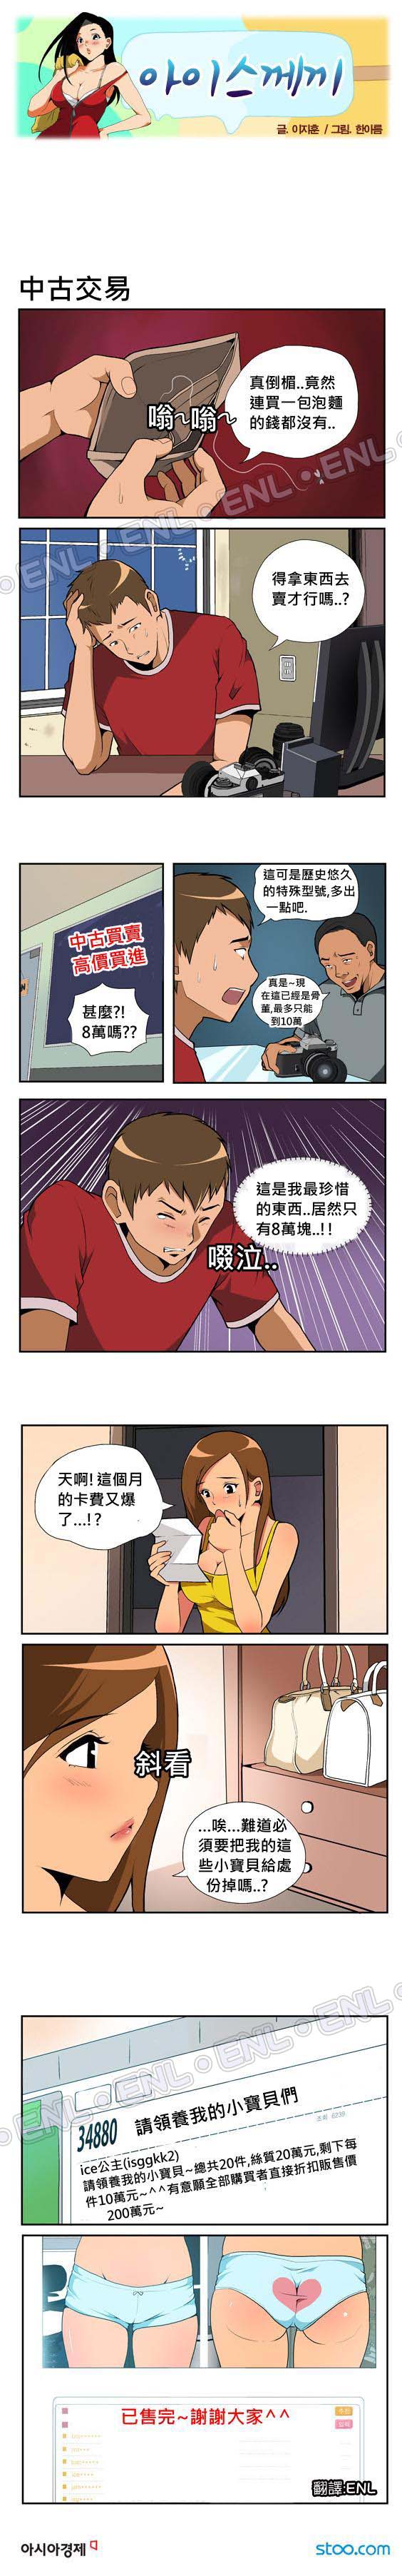 아이스께끼
글. 이지훈 / 그림. 한아름
中古交易
真倒楣..竟然
連買一包泡麵
的錢都沒有..
嗡~嗡~
ENL
得拿東西去
賣才行嗎..?
中古買賣
高價買進
甚麼?!
8萬嗎??
這可是歷史悠久
的特殊型號,多出
一點吧.
真是~現
在這已經是骨
董,最多只能
到10萬
這是我最珍惜
的東西..居然只
有8萬塊..!!
啜泣..
天啊! 這個月
的卡費又爆
了...!?
斜看
...唉...難道必
須要把我的這
些小寶貝給處
份掉嗎..?
ENL
34880
請領養我的小寶貝們
ice公主(isggkk2)
請領養我的小寶貝~總共20件,絲質20萬元,剩下每
件10萬元~^^有意願全部購買者直接折扣販售價
200萬元~
已售完~謝謝大家^^
翻譯:ENL
아시아경제
stoo.com